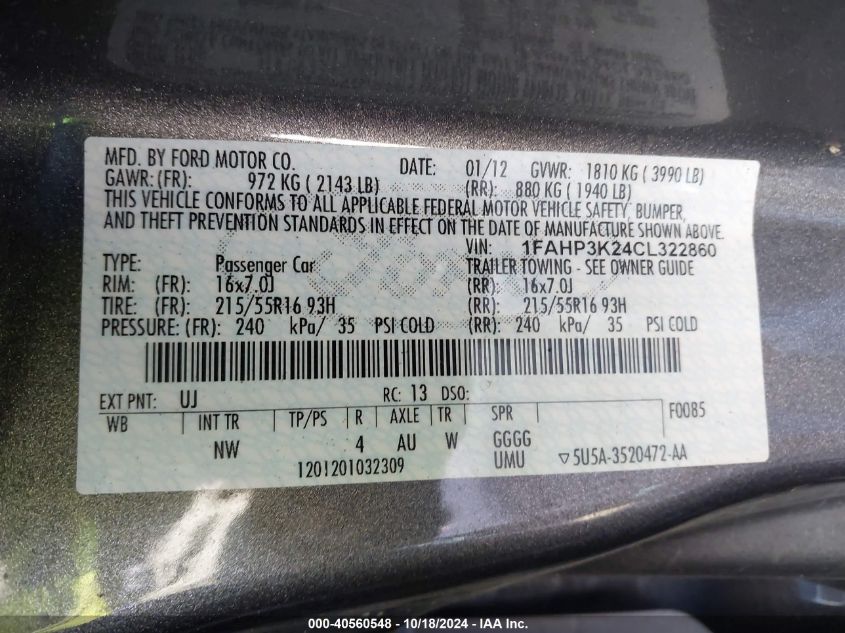 MFD. BY FORD MOTOR CO. DATE: 01/12 GVWR: 1810 KG ( 3990 LB)
GAWR: (FR): 972 KG ( 2143 LB) (RR): 880 KG ( 1940 LB)
THIS VEHICLE CONFORMS TO ALL APPLICABLE FEDERAL MOTOR VEHICLE SAFETY, BUMPER,
AND THEFT PREVENTION STANDARDS IN EFFECT ON THE DATE OF MANUFACTURE SHOWN ABOVE.
VIN: 1FAHP3K24CL322860
TYPE: Passenger Car TRAILER TOWING - SEE OWNER GUIDE
RIM: (FR): 16x7.0J (RR): 16x7.0J
TIRE: (FR): 215/55R16 93H (RR): 215/55R16 93H
PRESSURE: (FR): 240 kPa/ 35 PSI COLD (RR): 240 kPa/ 35 PSI COLD
EXT PNT: UJ RC: 13 DSO:
WB INT TR TP/PS R AXLE TR SPR F0085
NW 4 AU W GGGG
1201201032309 UMU ▽5U5A-3520472-AA
000-40560548 - 10/18/2024 - IAA Inc.